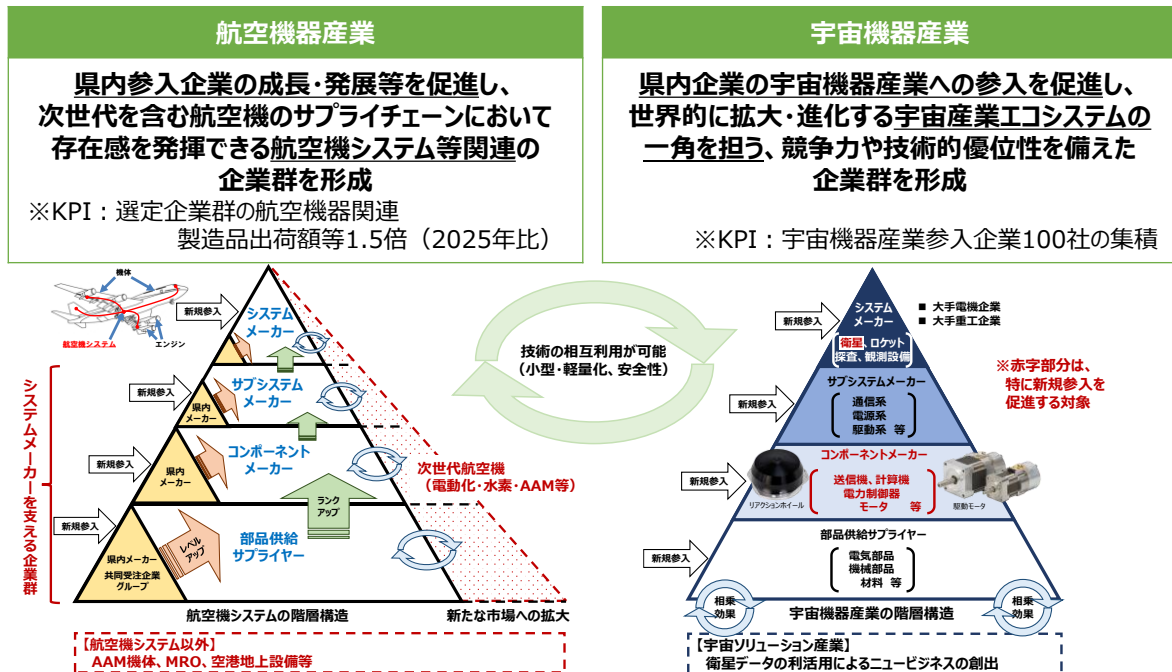 航空機器産業
県内参入企業の成長・発展等を促進し、
次世代を含む航空機のサプライチェーンにおいて
存在感を発揮できる航空機システム等関連の
企業群を形成
※KPI：選定企業群の航空機器関連
製造品出荷額等1.5倍（2025年比）
宇宙機器産業
県内企業の宇宙機器産業への参入を促進し、
世界的に拡大・進化する宇宙産業エコシステムの
一角を担う、競争力や技術的優位性を備えた
企業群を形成
※KPI：宇宙機器産業参入企業100社の集積
機体
航空機システム
エンジン
新規参入
システム
メーカー
新規参入
県内
メーカー
サブシステム
メーカー
新規参入
県内
メーカー
コンポーネント
メーカー
新規参入
県内メーカー
共同受注企業
グループ
レベル
アップ
部品供給
サプライヤー
ランク
アップ
システムメーカーを支える企業群
次世代航空機
（電動化・水素・AAM等）
航空機システムの階層構造
新たな市場への拡大
【航空機システム以外】
AAM機体、MRO、空港地上設備等
技術の相互利用が可能
（小型・軽量化、安全性）
新規参入
システム
メーカー
衛星、ロケット
探査、観測設備
■ 大手電機企業
■ 大手重工企業
※赤字部分は、
特に新規参入を
促進する対象
新規参入
サブシステムメーカー
通信系
電源系
駆動系 等
新規参入
コンポーネントメーカー
送信機、計算機
電力制御器
モータ 等
リアクションホイール
駆動モータ
新規参入
部品供給サプライヤー
電気部品
機械部品
材料 等
相乗
効果
宇宙機器産業の階層構造
相乗
効果
【宇宙ソリューション産業】
衛星データの利活用によるニュービジネスの創出